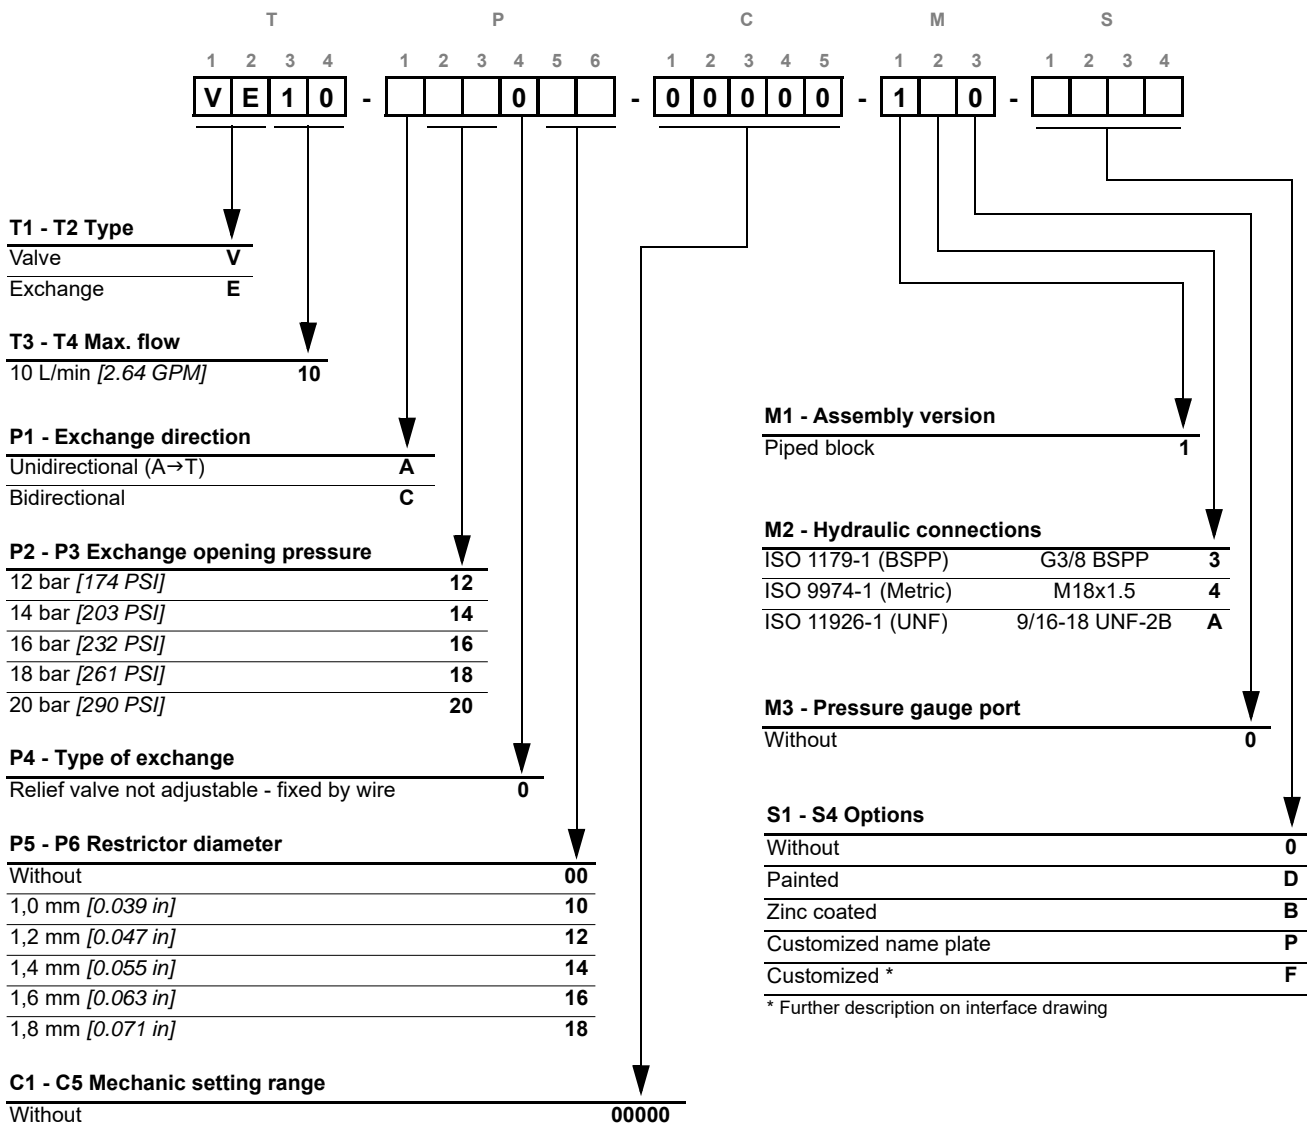 T P C M S
1 2 3 4 1 2 3 4 5 6 1 2 3 4 5 1 2 3 1 2 3 4
V E 1 0 - 0 - 0 0 0 0 0 - 1 0 -
T1 - T2 Type
Valve V
Exchange E
T3 - T4 Max. flow
10 L/min [2.64 GPM] 10
P1 - Exchange direction
Unidirectional (A→T) A
Bidirectional C
P2 - P3 Exchange opening pressure
12 bar [174 PSI] 12
14 bar [203 PSI] 14
16 bar [232 PSI] 16
18 bar [261 PSI] 18
20 bar [290 PSI] 20
P4 - Type of exchange
Relief valve not adjustable - fixed by wire 0
P5 - P6 Restrictor diameter
Without 00
1,0 mm [0.039 in] 10
1,2 mm [0.047 in] 12
1,4 mm [0.055 in] 14
1,6 mm [0.063 in] 16
1,8 mm [0.071 in] 18
C1 - C5 Mechanic setting range
Without 00000
M1 - Assembly version
Piped block 1
M2 - Hydraulic connections
ISO 1179-1 (BSPP) G3/8 BSPP 3
ISO 9974-1 (Metric) M18x1.5 4
ISO 11926-1 (UNF) 9/16-18 UNF-2B A
M3 - Pressure gauge port
Without 0
S1 - S4 Options
Without 0
Painted D
Zinc coated B
Customized name plate P
Customized * F
* Further description on interface drawing